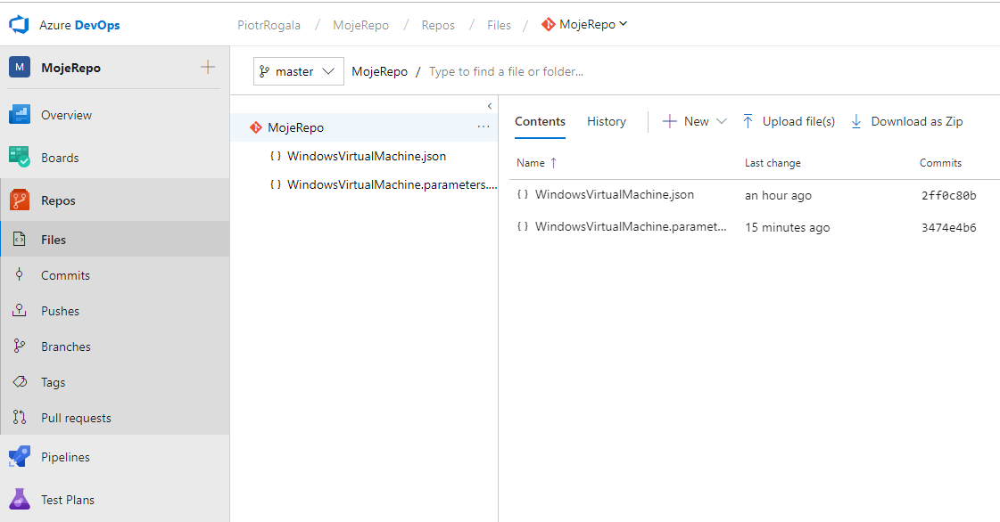 Azure DevOps
PiotrRogala / MojeRepo / Repos / Files / MojeRepo
M MojeRepo
Overview
Boards
Repos
Files
Commits
Pushes
Branches
Tags
Pull requests
Pipelines
Test Plans
master MojeRepo / Type to find a file or folder...
MojeRepo ...
{ } WindowsVirtualMachine.json
{ } WindowsVirtualMachine.parameters....
Contents History New Upload file(s) Download as Zip
Name ↑ Last change Commits
{ } WindowsVirtualMachine.json an hour ago 2ff0c80b
{ } WindowsVirtualMachine.paramet... 15 minutes ago 3474e4b6